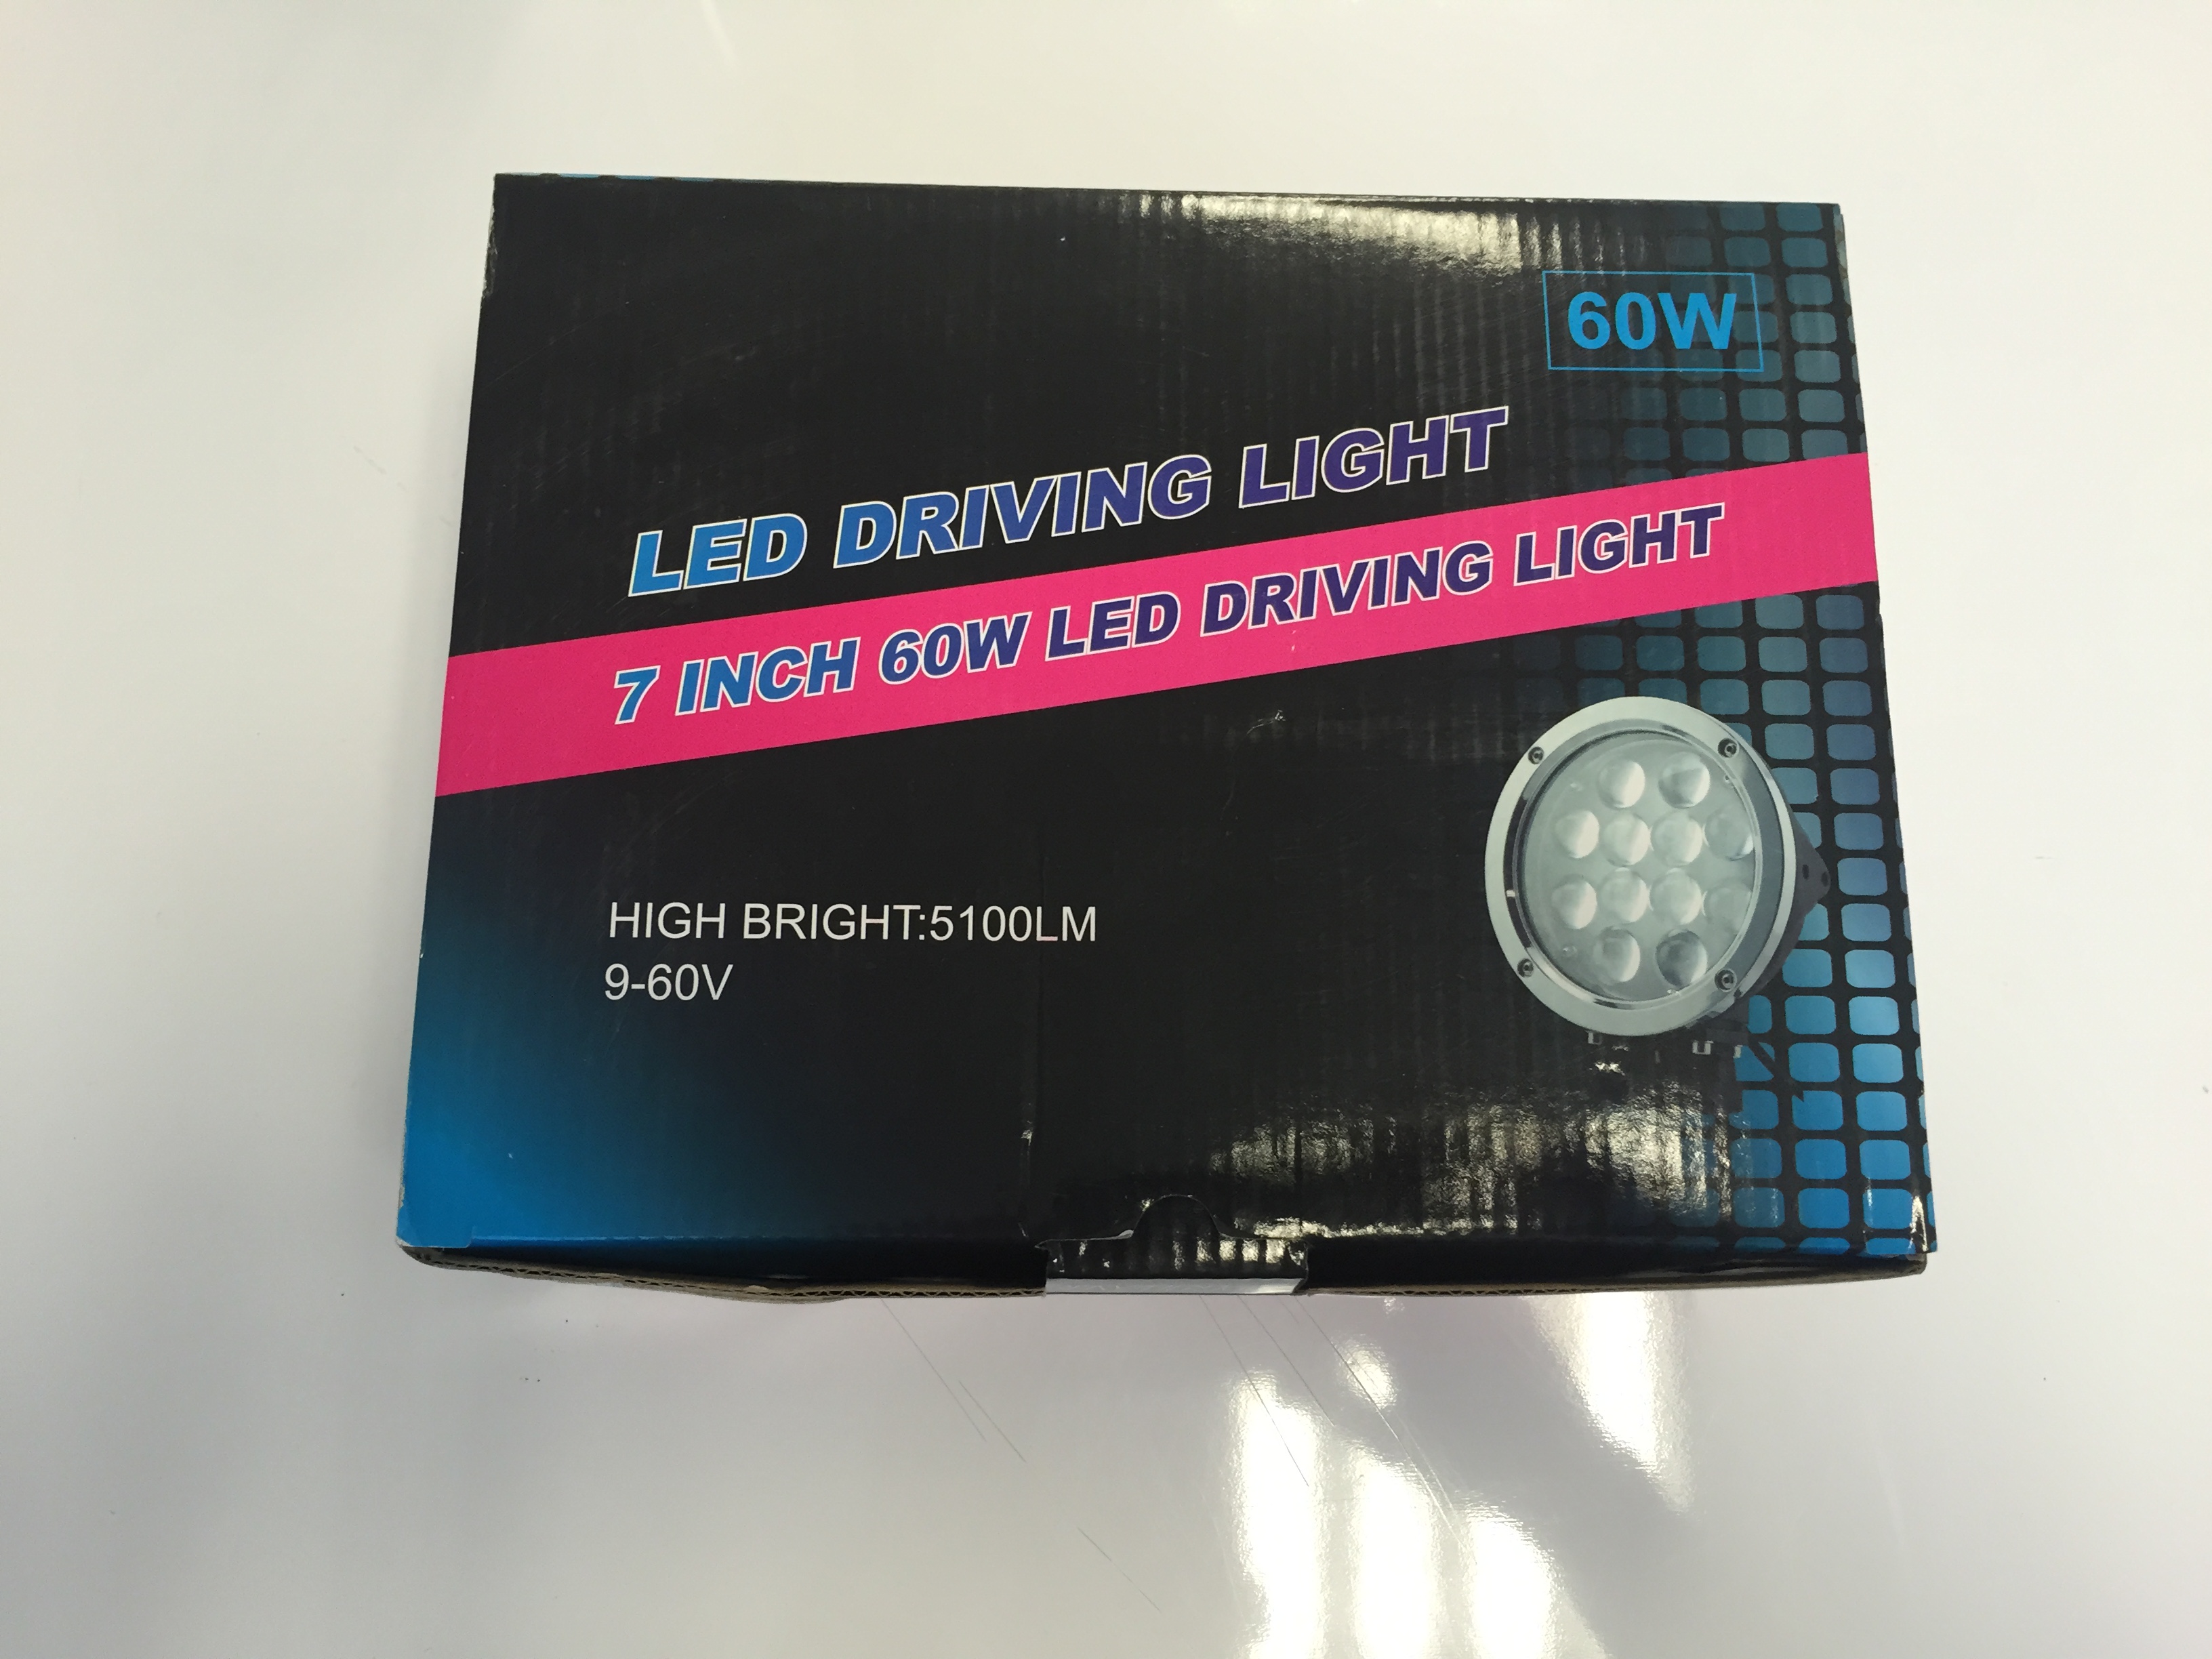 60W
LED DRIVING LIGHT
7 INCH 60W LED DRIVING LIGHT
HIGH BRIGHT:5100LM
9-60V